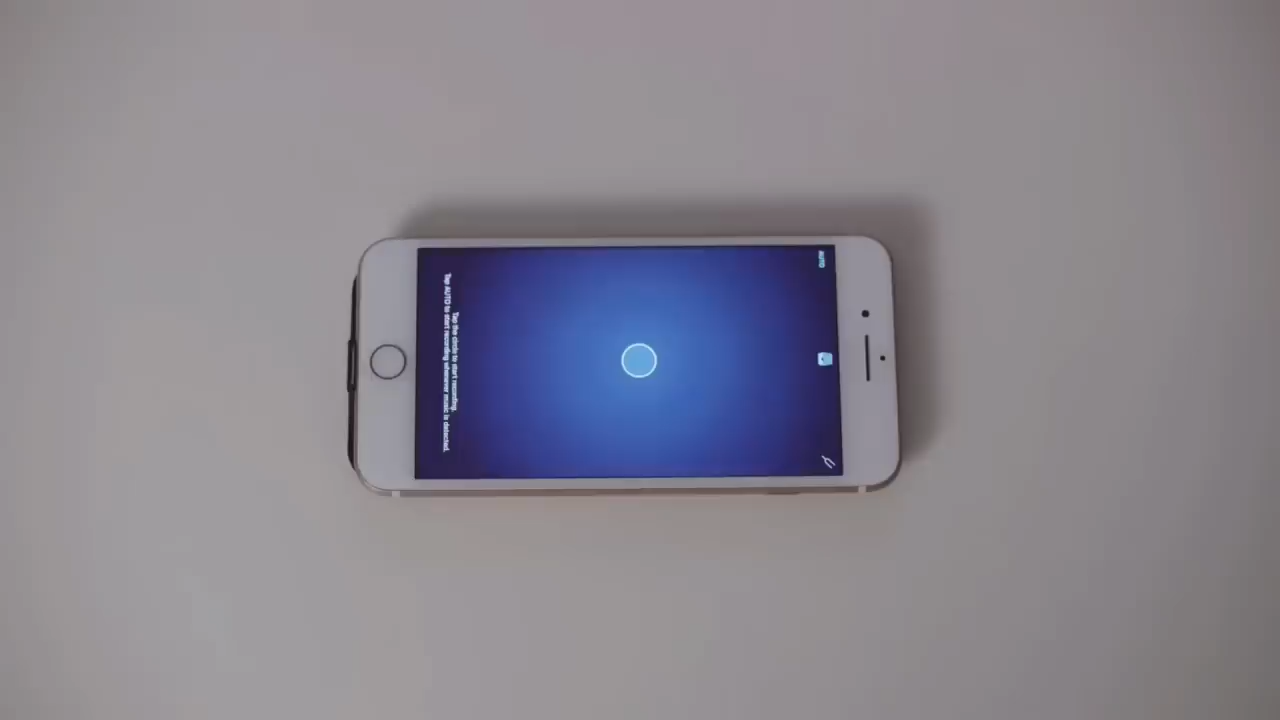 AUTO
Tap the circle to start recording.
Tap AUTO to start recording whenever music is detected.